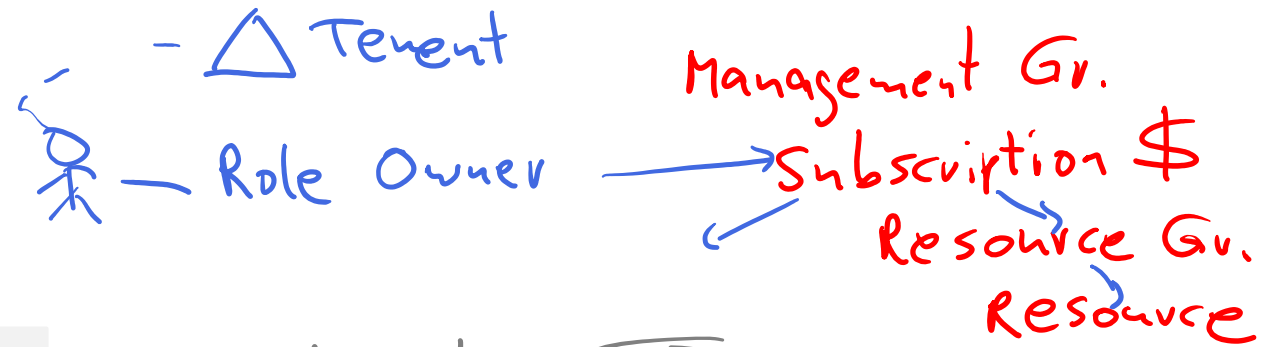 - Tenent
Management Gr.
Role Owner
Subscription $
Resource Gr.
Resource